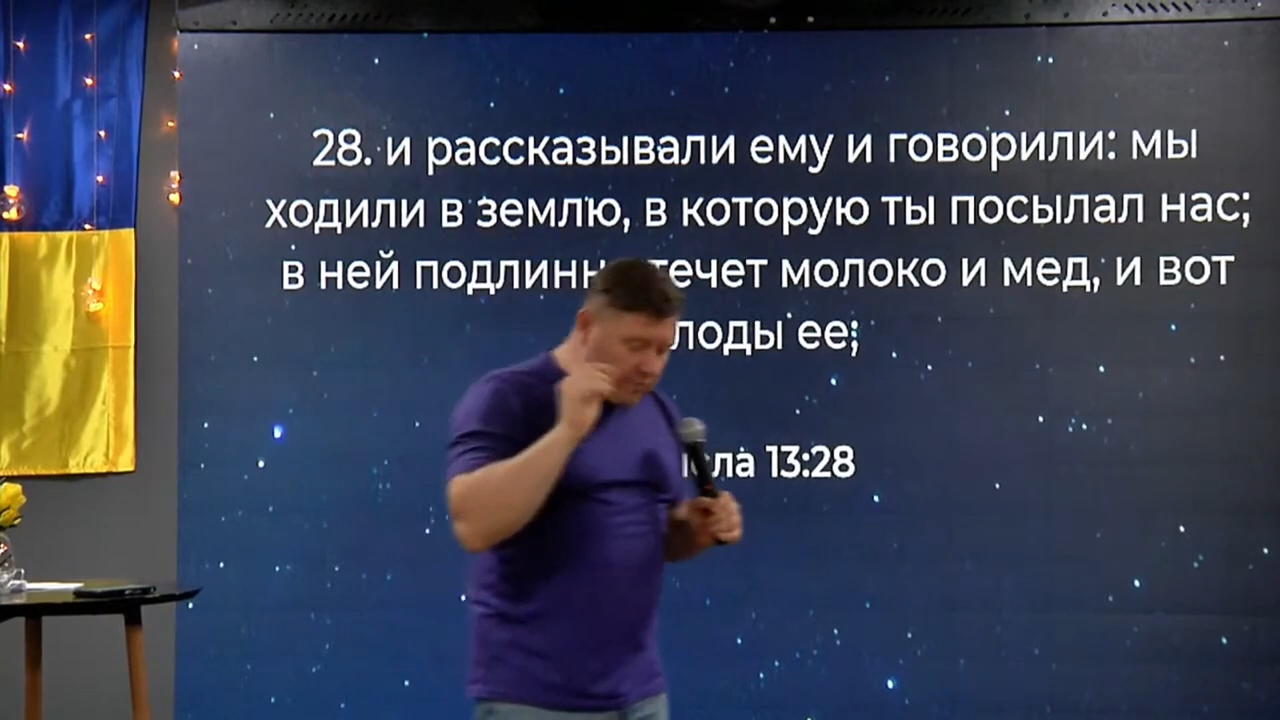 28. и рассказывали ему и говорили: мы
ходили в землю, в которую ты посылал нас;
в ней течет молоко и мед, и вот
ее;
13:28